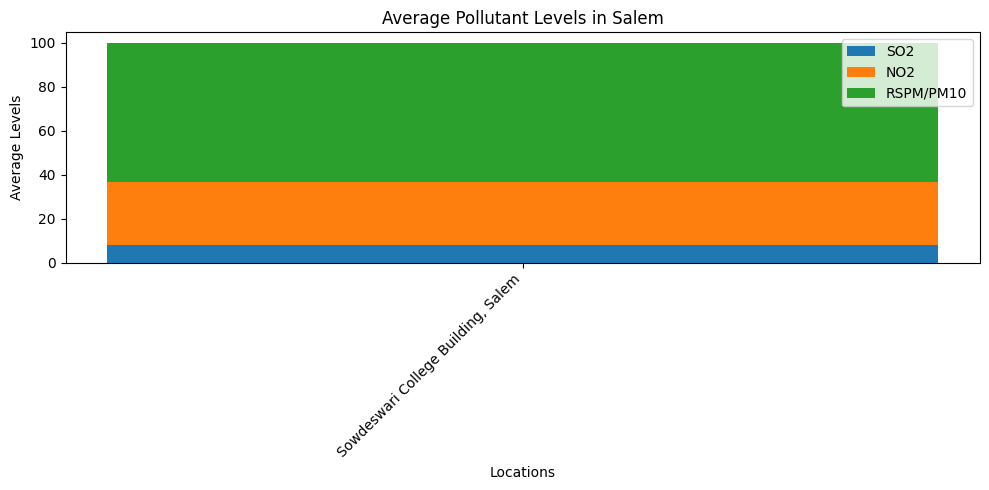 Average Pollutant Levels in Salem
Average Levels
100
80
60
40
20
0
SO2
NO2
RSPM/PM10
Sowdeswari College Building, Salem
Locations